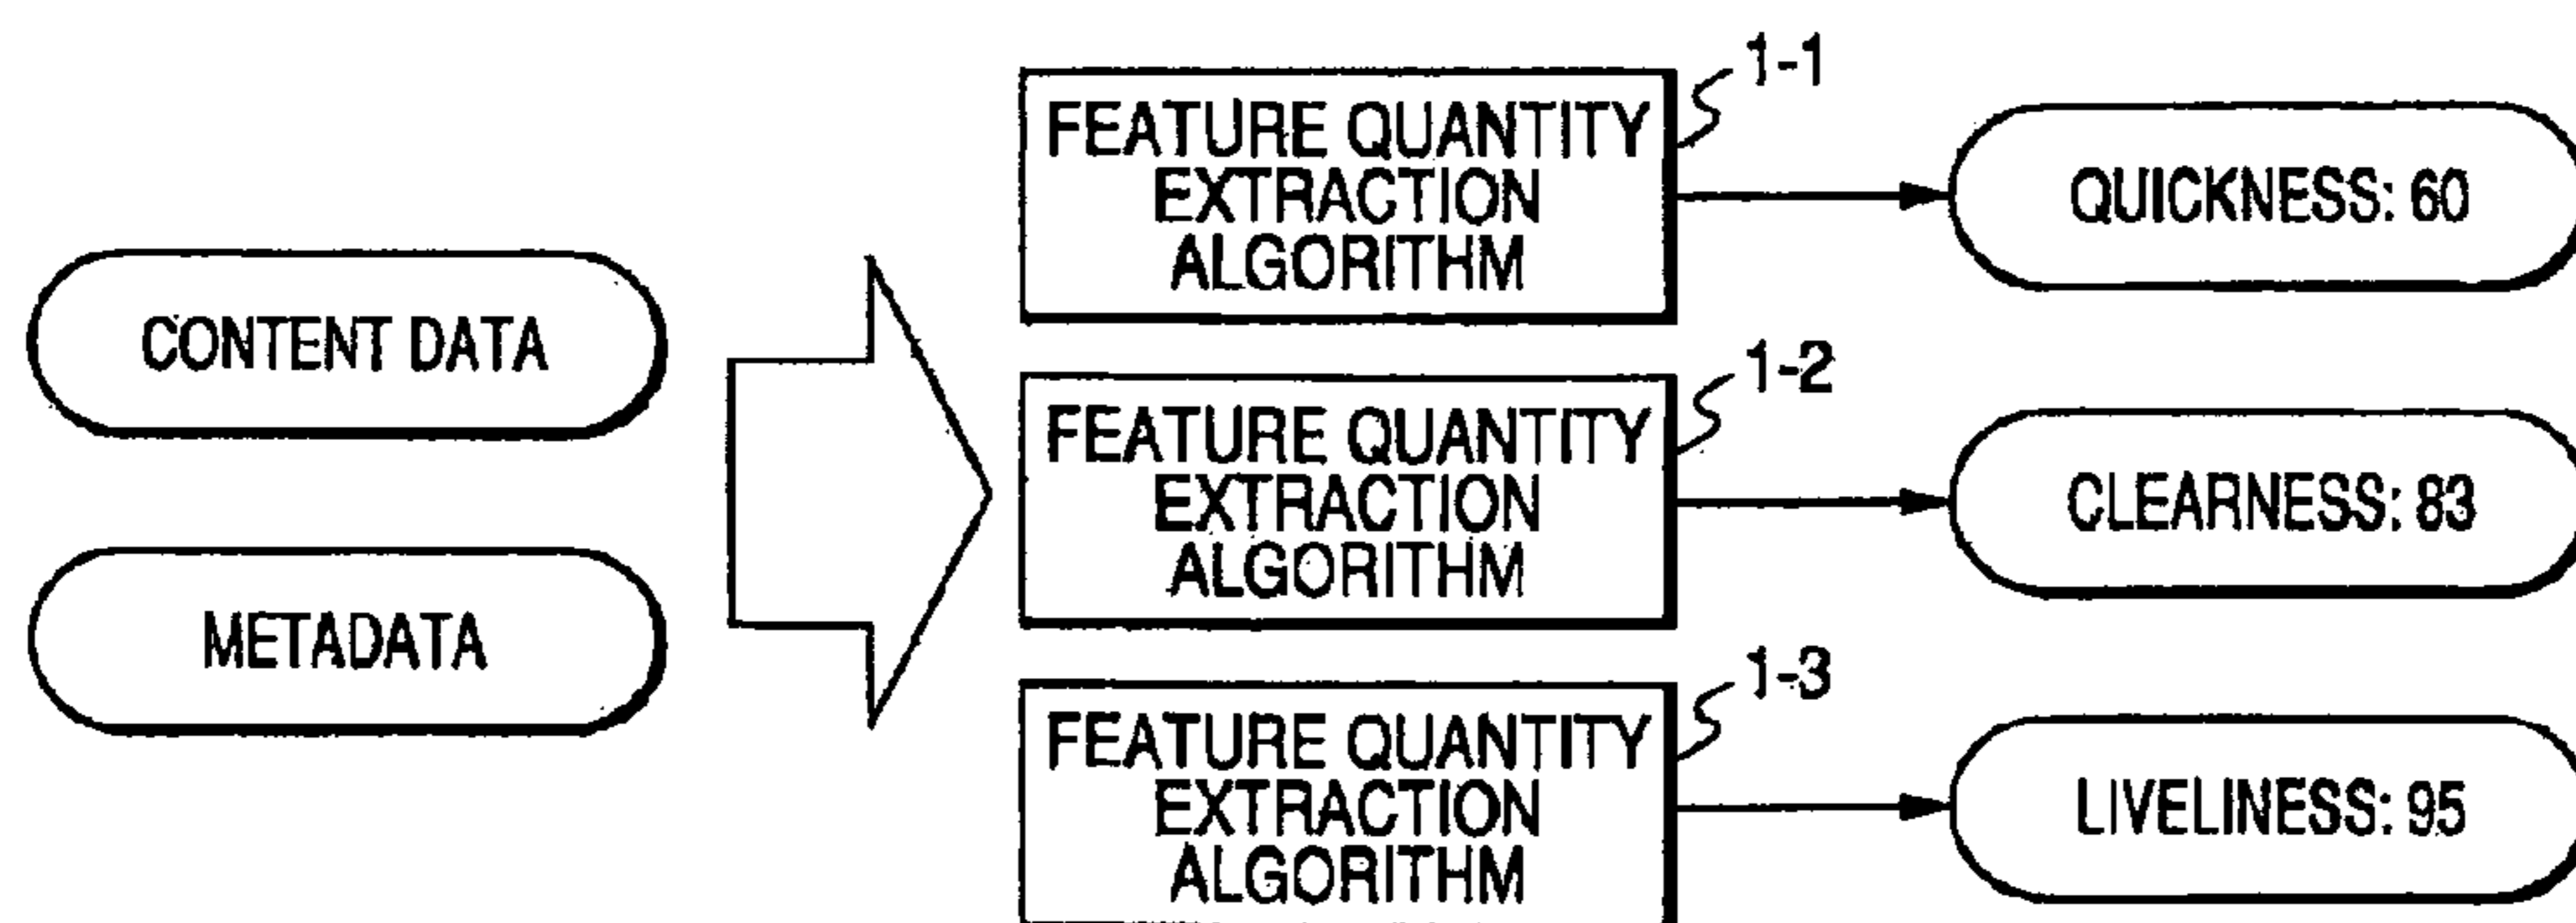 CONTENT DATA
METADATA
1-1
FEATURE QUANTITY
EXTRACTION
ALGORITHM
QUICKNESS: 60
1-2
FEATURE QUANTITY
EXTRACTION
ALGORITHM
CLEARNESS: 83
1-3
FEATURE QUANTITY
EXTRACTION
ALGORITHM
LIVELINESS: 95